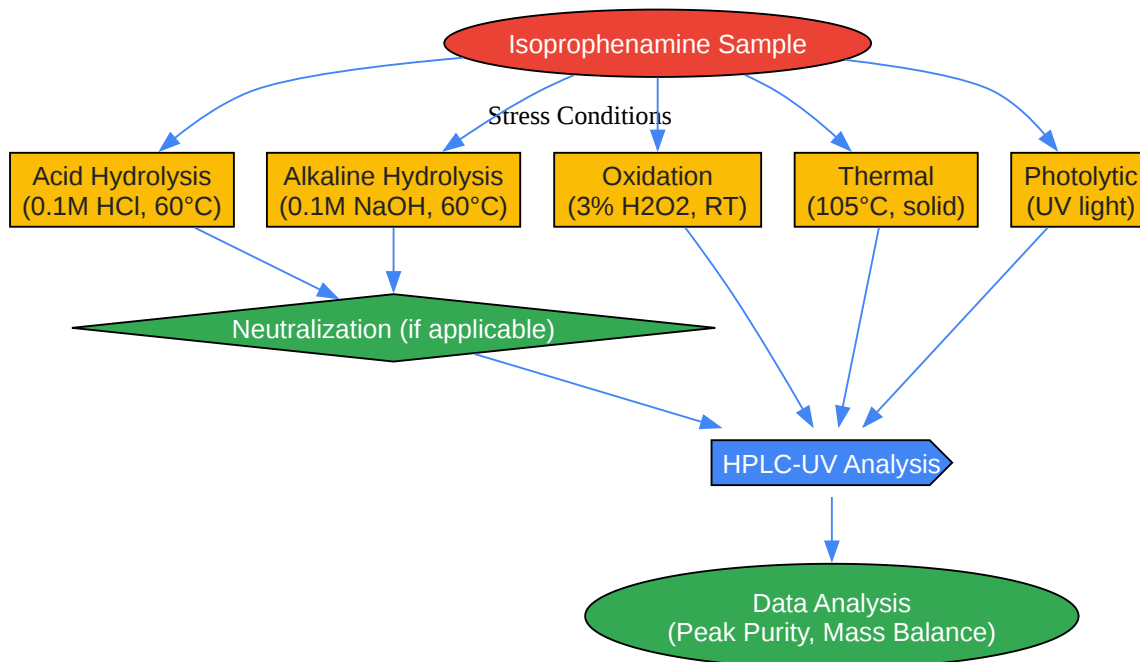 Isoprophenamine Sample
Stress Conditions
Acid Hydrolysis
(0.1M HCl, 60°C)
Alkaline Hydrolysis
(0.1M NaOH, 60°C)
Oxidation
(3% H2O2, RT)
Thermal
(105°C, solid)
Photolytic
(UV light)
Neutralization (if applicable)
HPLC-UV Analysis
Data Analysis
(Peak Purity, Mass Balance)